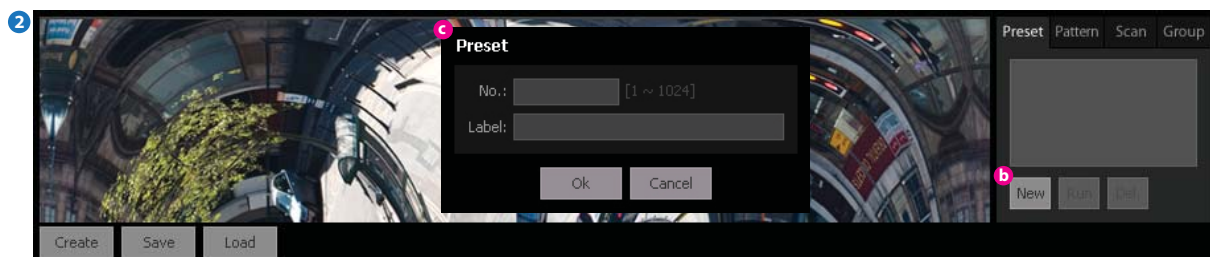 2
c
Preset
No.: [1 ~ 1024]
Label:
Ok Cancel
Preset Pattern Scan Group
b
New Run Del.
Create Save Load